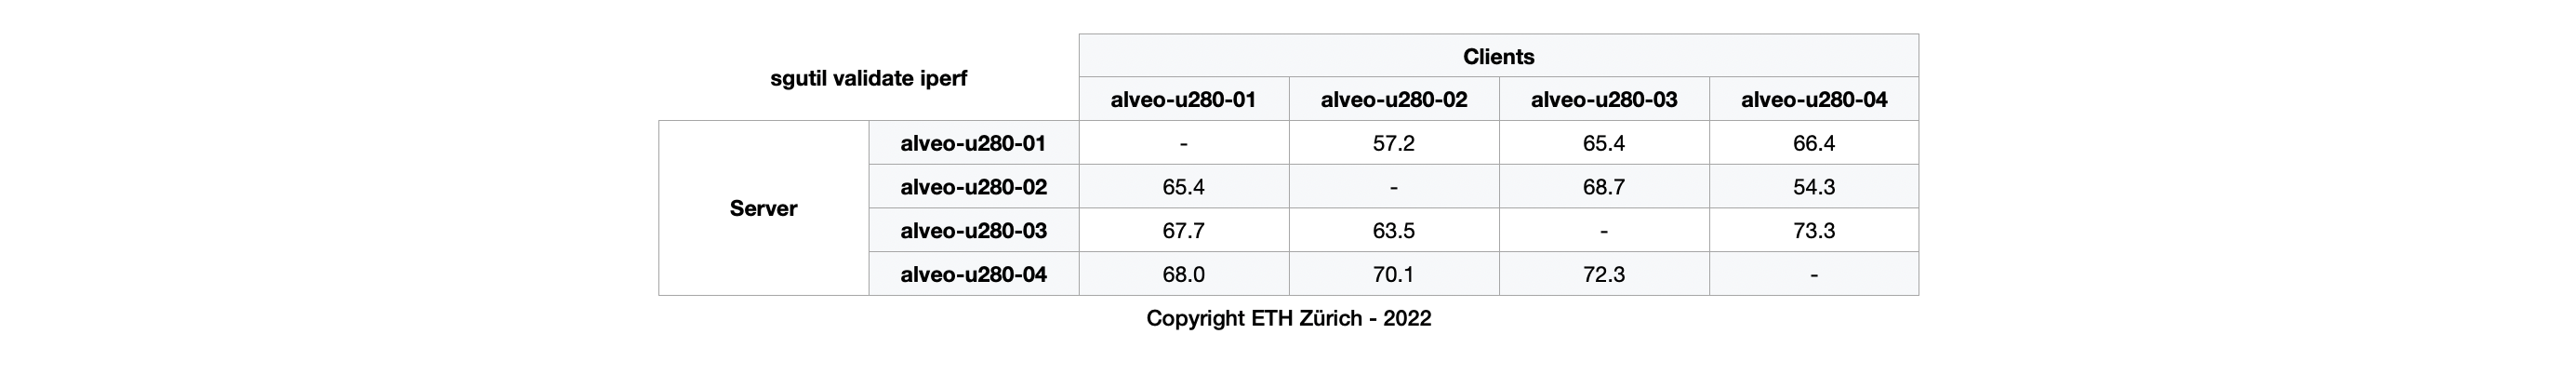 Clients
sgutil validate iperf
alveo-u280-01 alveo-u280-02 alveo-u280-03 alveo-u280-04
alveo-u280-01 - 57.2 65.4 66.4
alveo-u280-02 65.4 - 68.7 54.3
Server
alveo-u280-03 67.7 63.5 - 73.3
alveo-u280-04 68.0 70.1 72.3 -
Copyright ETH Zürich - 2022